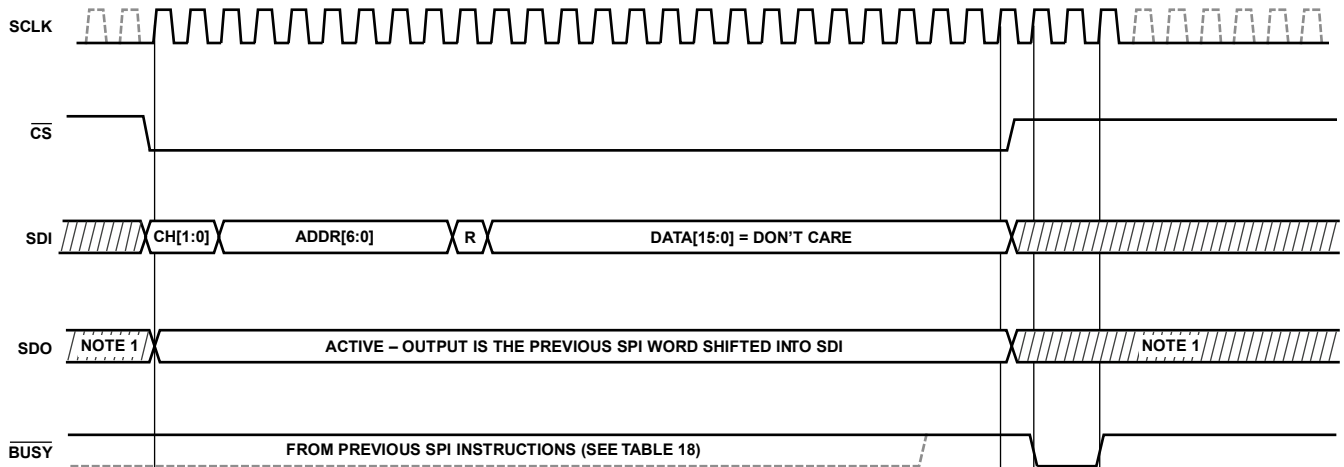 SCLK
CS
SDI
CH[1:0]
ADDR[6:0]
R
DATA[15:0] = DON'T CARE
SDO
NOTE 1
ACTIVE – OUTPUT IS THE PREVIOUS SPI WORD SHIFTED INTO SDI
NOTE 1
BUSY
FROM PREVIOUS SPI INSTRUCTIONS (SEE TABLE 18)